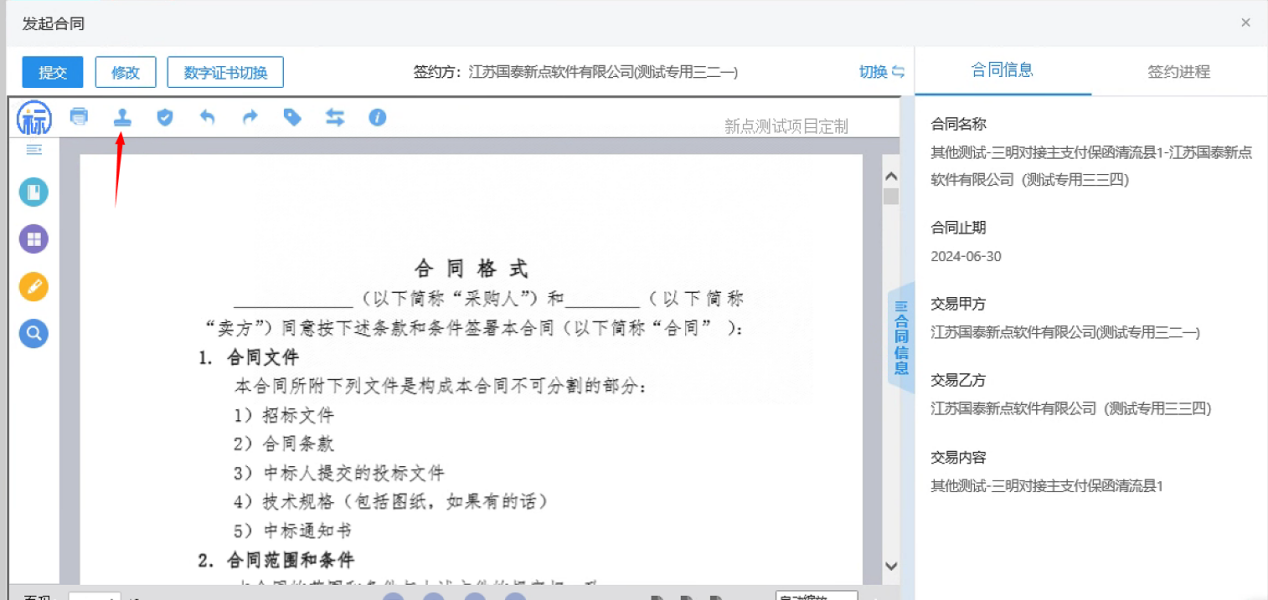 发起合同
提交 修改 数字证书切换 签约方：江苏国泰新点软件有限公司(测试专用三二一) 切换
合同信息 签约进程
标
新点测试项目定制
合同格式
____________（以下简称“采购人”）和________（以下简称
“卖方”）同意按下述条款和条件签署本合同（以下简称“合同” ）：
1. 合同文件
本合同所附下列文件是构成本合同不可分割的部分：
1）招标文件
2）合同条款
3）中标人提交的投标文件
4）技术规格（包括图纸，如果有的话）
5）中标通知书
2. 合同范围和条件
合同信息
合同名称
其他测试-三明对接主支付保函清流县1-江苏国泰新点
软件有限公司（测试专用三三四)
合同止期
2024-06-30
交易甲方
江苏国泰新点软件有限公司(测试专用三二一)
交易乙方
江苏国泰新点软件有限公司（测试专用三三四)
交易内容
其他测试-三明对接主支付保函清流县1